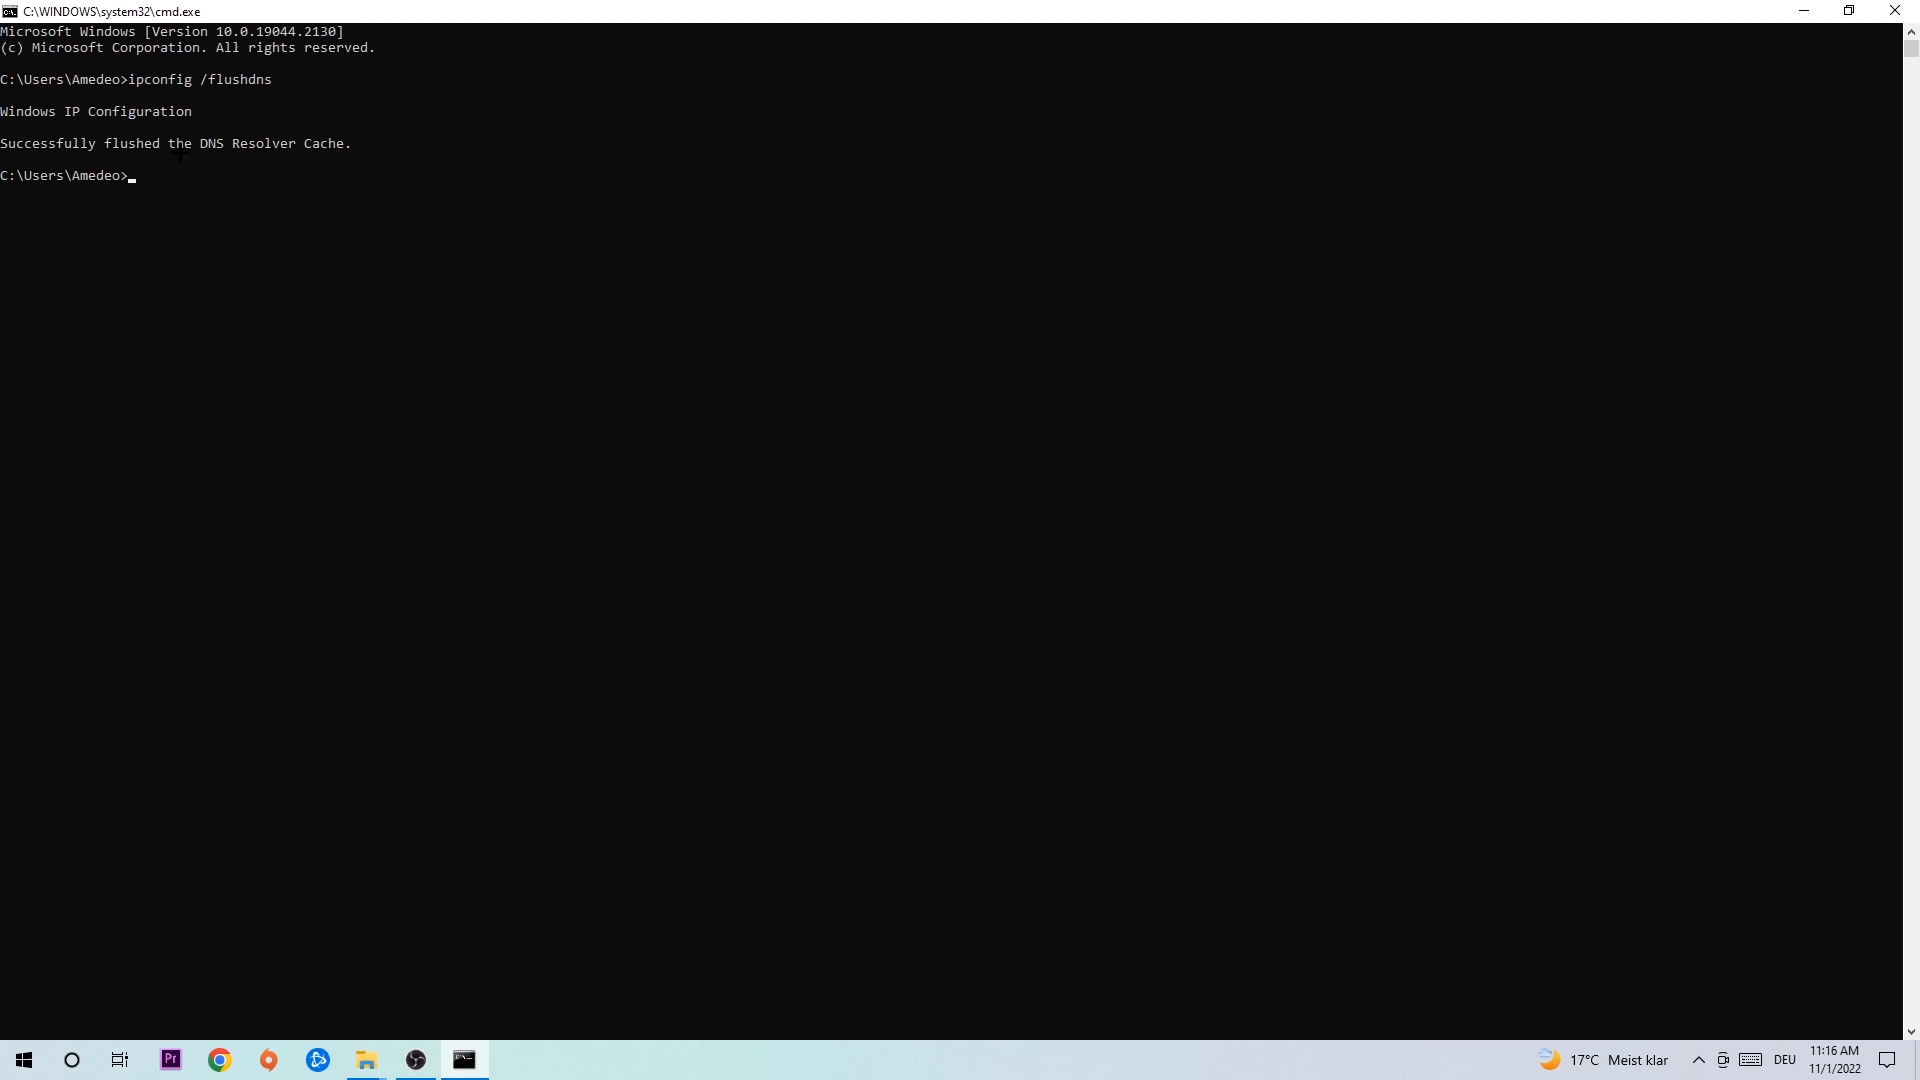 C:\WINDOWS\system32\cmd.exe
Microsoft Windows [Version 10.0.19044.2130]
(c) Microsoft Corporation. All rights reserved.
C:\Users\Amedeo>ipconfig /flushdns
Windows IP Configuration
Successfully flushed the DNS Resolver Cache.
C:\Users\Amedeo>
Pr
17°C Meist klar
DEU
11:16 AM
11/1/2022